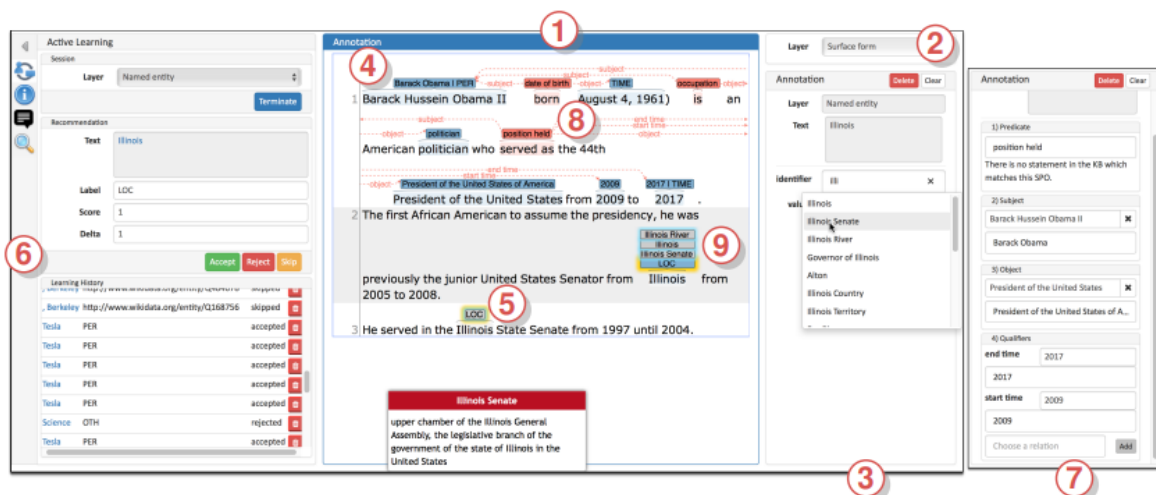 Active Learning
Session
Layer
Named entity
Terminate
Recommendation
Text
Illinois
Label
LOC
Score
1
Delta
1
6
Accept
Reject
Skip
Learning History
skipped
, Berkeley http://www.wikidata.org/entity/Q168756 skipped
Tesla PER accepted
Tesla PER accepted
Tesla PER accepted
Tesla PER accepted
Tesla PER accepted
Science OTH rejected
Tesla PER accepted
1
Annotation
4
subject
subject
Barack Obama I PER subject date of birth object TIME occupation object
1 Barack Hussein Obama II born August 4, 1961) is an
8
subject end time
start time
object politician position held object
American politician who served as the 44th
end time
start time
object President of the United States of America 2009 2017 I TIME
President of the United States from 2009 to 2017 .
2 The first African American to assume the presidency, he was
Illinois River
Illinois
Illinois Senate
LOC
9
previously the junior United States Senator from Illinois from
2005 to 2008.
LOC
5
3 He served in the Illinois State Senate from 1997 until 2004.
Illinois Senate
upper chamber of the Illinois General
Assembly, the legislative branch of the
government of the state of Illinois in the
United States
Layer
Surface form
2
Annotation
Delete
Clear
Layer
Named entity
Text
Illinois
identifier
Illi
valu
Illinois
Illinois Senate
Illinois River
Governor of Illinois
Alton
Illinois Country
Illinois Territory
3
Annotation
Delete
Clear
1) Predicate
position held
There is no statement in the KB which
matches this SPO.
2) Subject
Barack Hussein Obama II
Barack Obama
3) Object
President of the United States
President of the United States of A...
4) Qualifiers
end time 2017
2017
start time 2009
2009
Choose a relation
Add
7